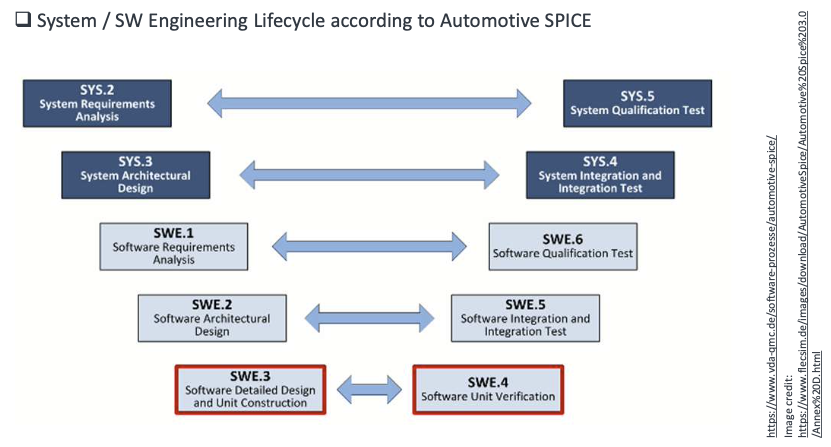 ❑ System / SW Engineering Lifecycle according to Automotive SPICE
SYS.2
System Requirements
Analysis
SYS.5
System Qualification Test
SYS.3
System Architectural
Design
SYS.4
System Integration and
Integration Test
SWE.1
Software Requirements
Analysis
SWE.6
Software Qualification Test
SWE.2
Software Architectural
Design
SWE.5
Software Integration and
Integration Test
SWE.3
Software Detailed Design
and Unit Construction
SWE.4
Software Unit Verification
https://www.vda-qmc.de/software-prozesse/automotive-spice/
Image credit:
https://www.flecsim.de/images/download/AutomotiveSpice/Automotive%20Spice%203.0
/Annex%20D.html